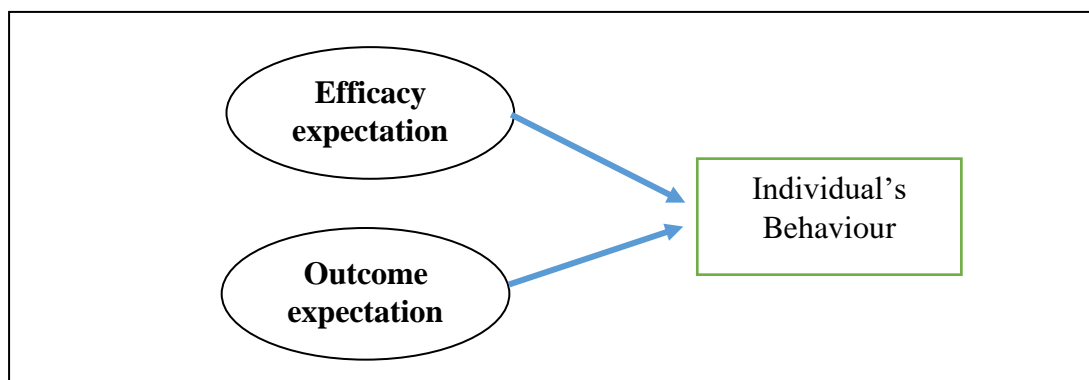 Efficacy
expectation
Individual’s
Behaviour
Outcome
expectation